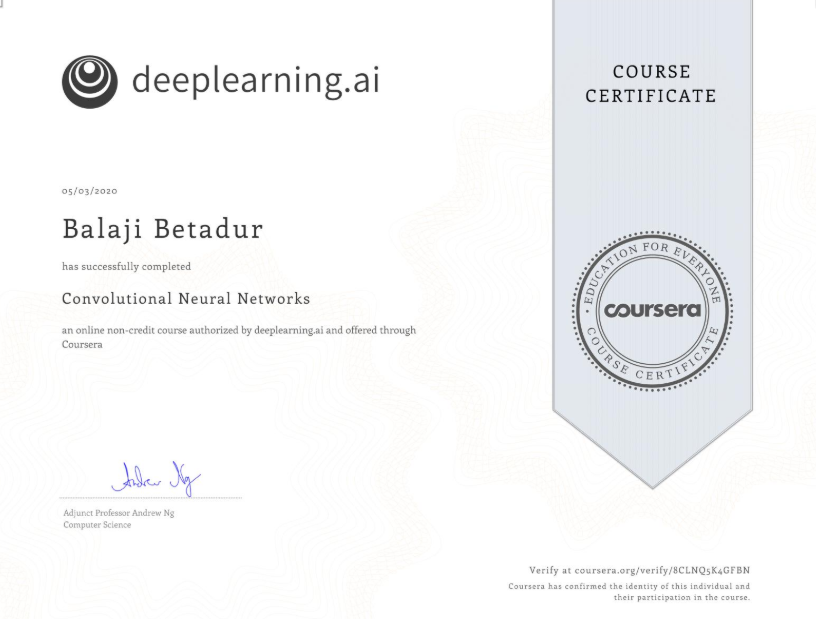 deeplearning.ai
COURSE
CERTIFICATE
05/03/2020
Balaji Betadur
has successfully completed
Convolutional Neural Networks
an online non-credit course authorized by deeplearning.ai and offered through
Coursera
EDUCATION FOR EVERYONE
coursera
COURSE CERTIFICATE
Andrew Ng
Adjunct Professor Andrew Ng
Computer Science
Verify at coursera.org/verify/8CLNQ5K4GFBN
Coursera has confirmed the identity of this individual and
their participation in the course.